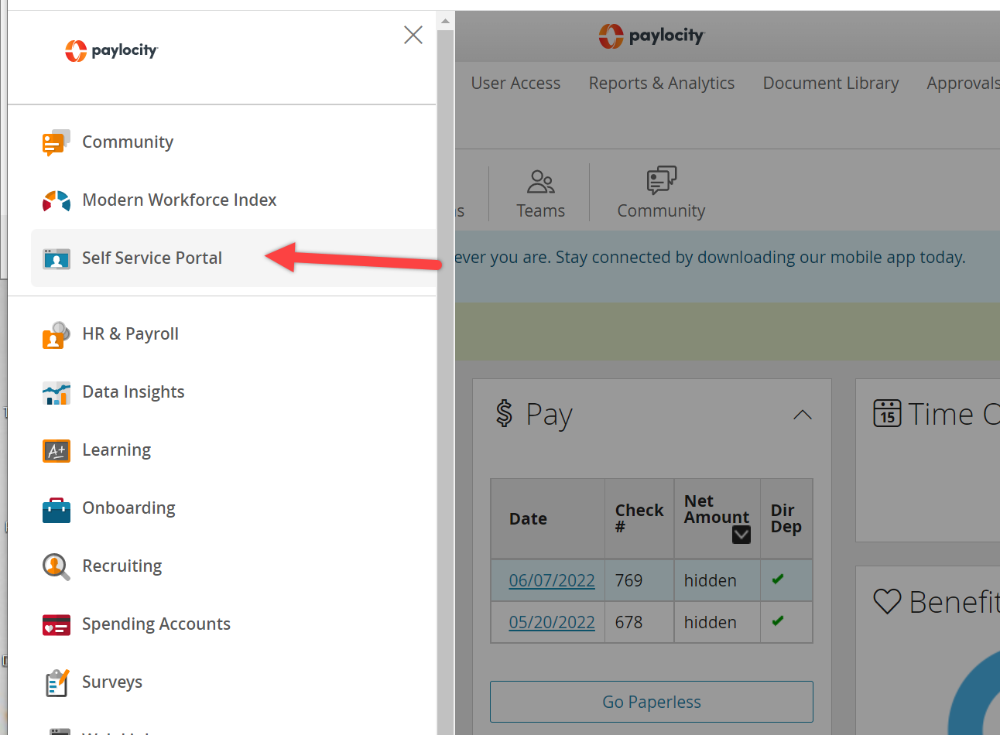 paylocity
Community
Modern Workforce Index
Self Service Portal
HR & Payroll
Data Insights
Learning
Onboarding
Recruiting
Spending Accounts
Surveys
paylocity
User Access Reports & Analytics Document Library Approvals
Teams
Community
ever you are. Stay connected by downloading our mobile app today.
$ Pay
Date Check # Net Amount Dir Dep
06/07/2022 769 hidden
05/20/2022 678 hidden
Go Paperless
15 Time
Benefit